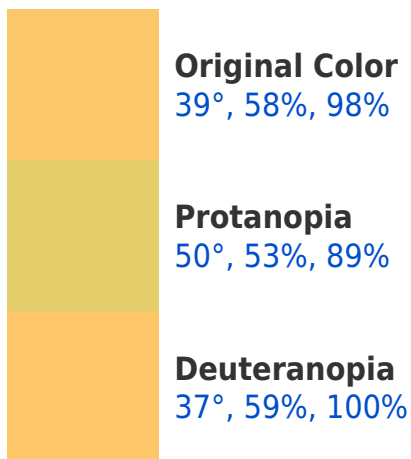 Original Color
39°, 58%, 98%
Protanopia
50°, 53%, 89%
Deuteranopia
37°, 59%, 100%